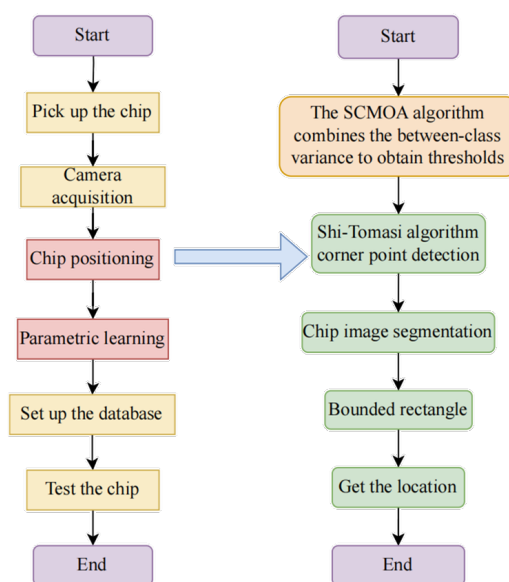 Start
Pick up the chip
Camera
acquisition
Chip positioning
Parametric learning
Set up the database
Test the chip
End
Start
The SCMOA algorithm
combines the between-class
variance to obtain thresholds
Shi-Tomasi algorithm
corner point detection
Chip image segmentation
Bounded rectangle
Get the location
End